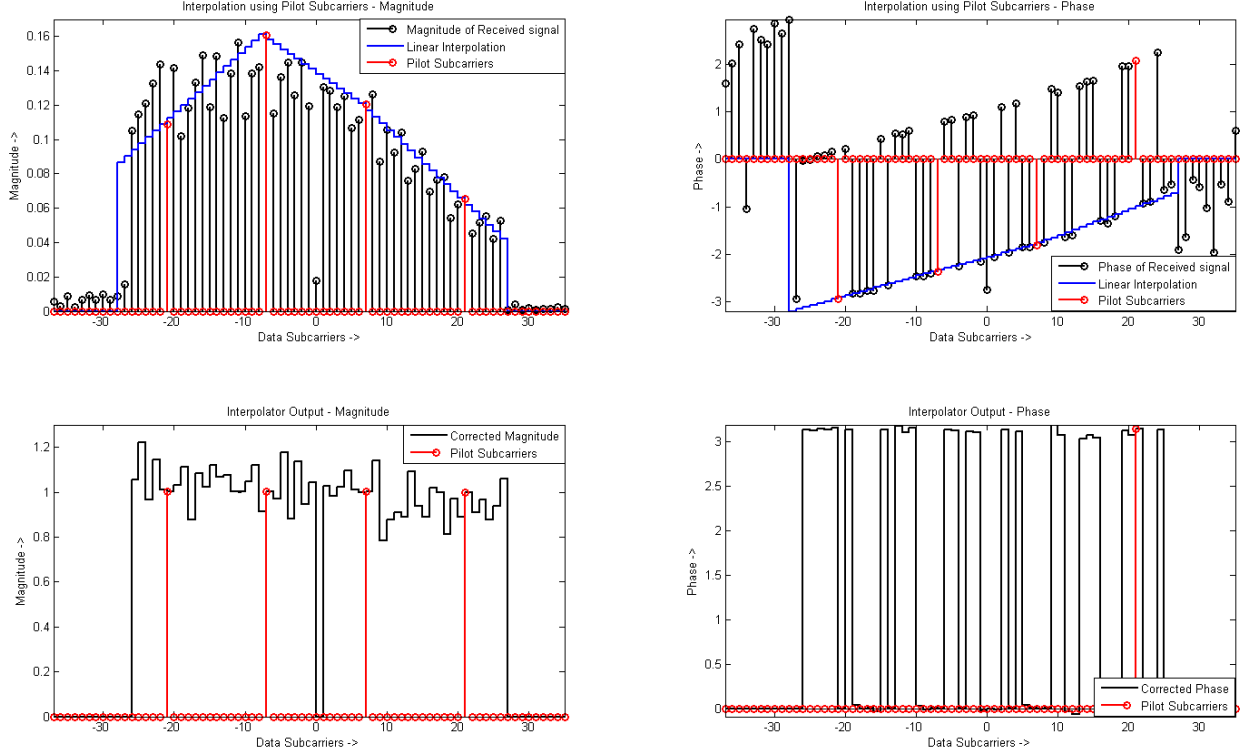 Interpolation using Pilot Subcarriers - Magnitude
0.16
0.14
0.12
0.1
0.08
0.06
0.04
0.02
0
Magnitude ->
Magnitude of Received signal
Linear Interpolation
Pilot Subcarriers
-30 -20 -10 0 10 20 30
Data Subcarriers ->
Interpolation using Pilot Subcarriers - Phase
2
1
0
-1
-2
-3
Phase ->
Phase of Received signal
Linear Interpolation
Pilot Subcarriers
-30 -20 -10 0 10 20 30
Data Subcarriers ->
Interpolator Output - Magnitude
1.2
1
0.8
0.6
0.4
0.2
0
Magnitude ->
Corrected Magnitude
Pilot Subcarriers
-30 -20 -10 0 10 20 30
Data Subcarriers ->
Interpolator Output - Phase
3
2.5
2
1.5
1
0.5
0
Phase ->
Corrected Phase
Pilot Subcarriers
-30 -20 -10 0 10 20 30
Data Subcarriers ->